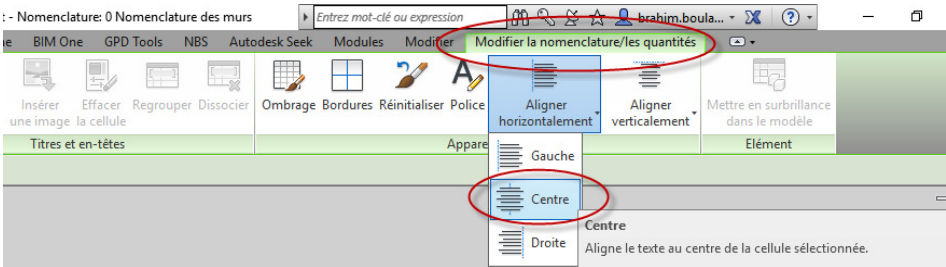 : - Nomenclature: 0 Nomenclature des murs Entrez mot-clé ou expression brahim.boula... ?
e BIM One GPD Tools NBS Autodesk Seek Modules Modifier Modifier la nomenclature/les quantités
Insérer une image Effacer la cellule Regrouper Dissocier Ombrage Bordures Réinitialiser Police Aligner horizontalement Aligner verticalement Mettre en surbrillance dans le modèle
Titres et en-têtes Appare Elément
Gauche
Centre
Droite
Centre
Aligne le texte au centre de la cellule sélectionnée.